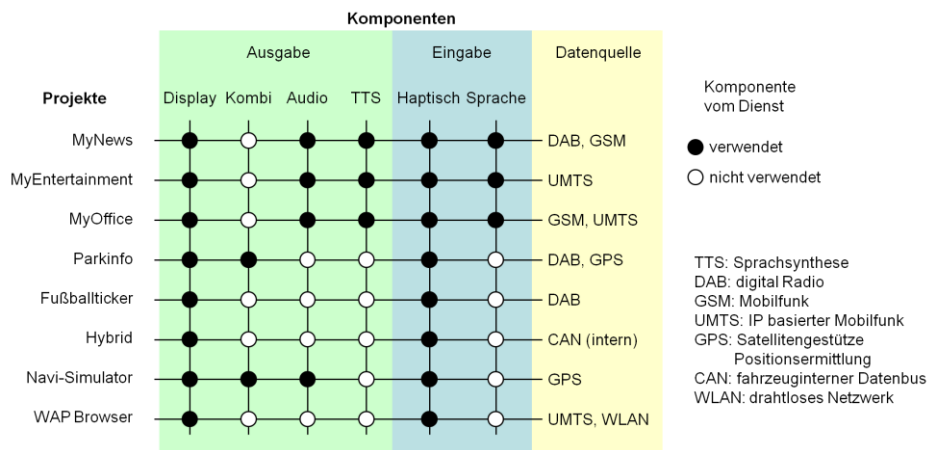 Komponenten
Ausgabe Eingabe Datenquelle
Projekte Display Kombi Audio TTS Haptisch Sprache
MyNews DAB, GSM
MyEntertainment UMTS
MyOffice GSM, UMTS
Parkinfo DAB, GPS
Fußballticker DAB
Hybrid CAN (intern)
Navi-Simulator GPS
WAP Browser UMTS, WLAN
Komponente
vom Dienst
verwendet
nicht verwendet
TTS: Sprachsynthese
DAB: digital Radio
GSM: Mobilfunk
UMTS: IP basierter Mobilfunk
GPS: Satellitengestütze
Positionsermittlung
CAN: fahrzeuginterner Datenbus
WLAN: drahtloses Netzwerk